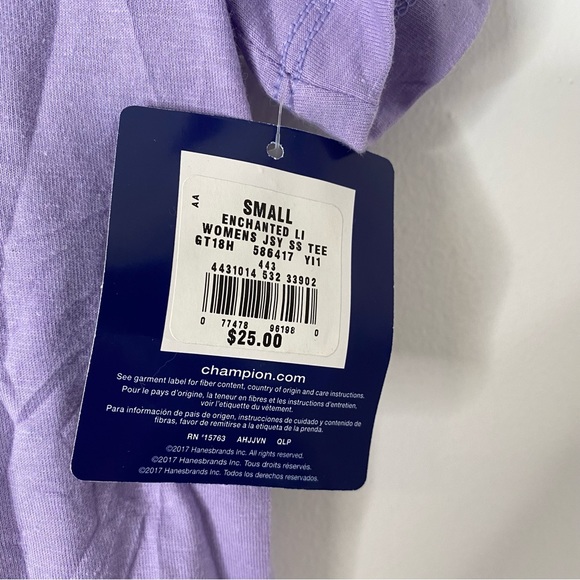 AA
SMALL
ENCHANTED LI
WOMENS JSY SS TEE
GT18H 586417 YI1
443
4431014 532 33902
0 77478 96198 0
$25.00
champion.com
See garment label for fiber content, country of origin and care instructions.
Pour le pays d'origine, la teneur en fibres et les instructions d'entretien,
voir l'etiquette du vêtement.
Para información de pais de origen, instrucciones de cuidado y contenido de
fibras, favor de remitirse a la etiqueta de la prenda.
RN #15763 AHJJVN QLP
©2017 Hanesbrands Inc. All rights reserved.
©2017 Hanesbrands Inc. Tous droits réservés.
©2017 Hanesbrands Inc. Todos los derechos reservados.